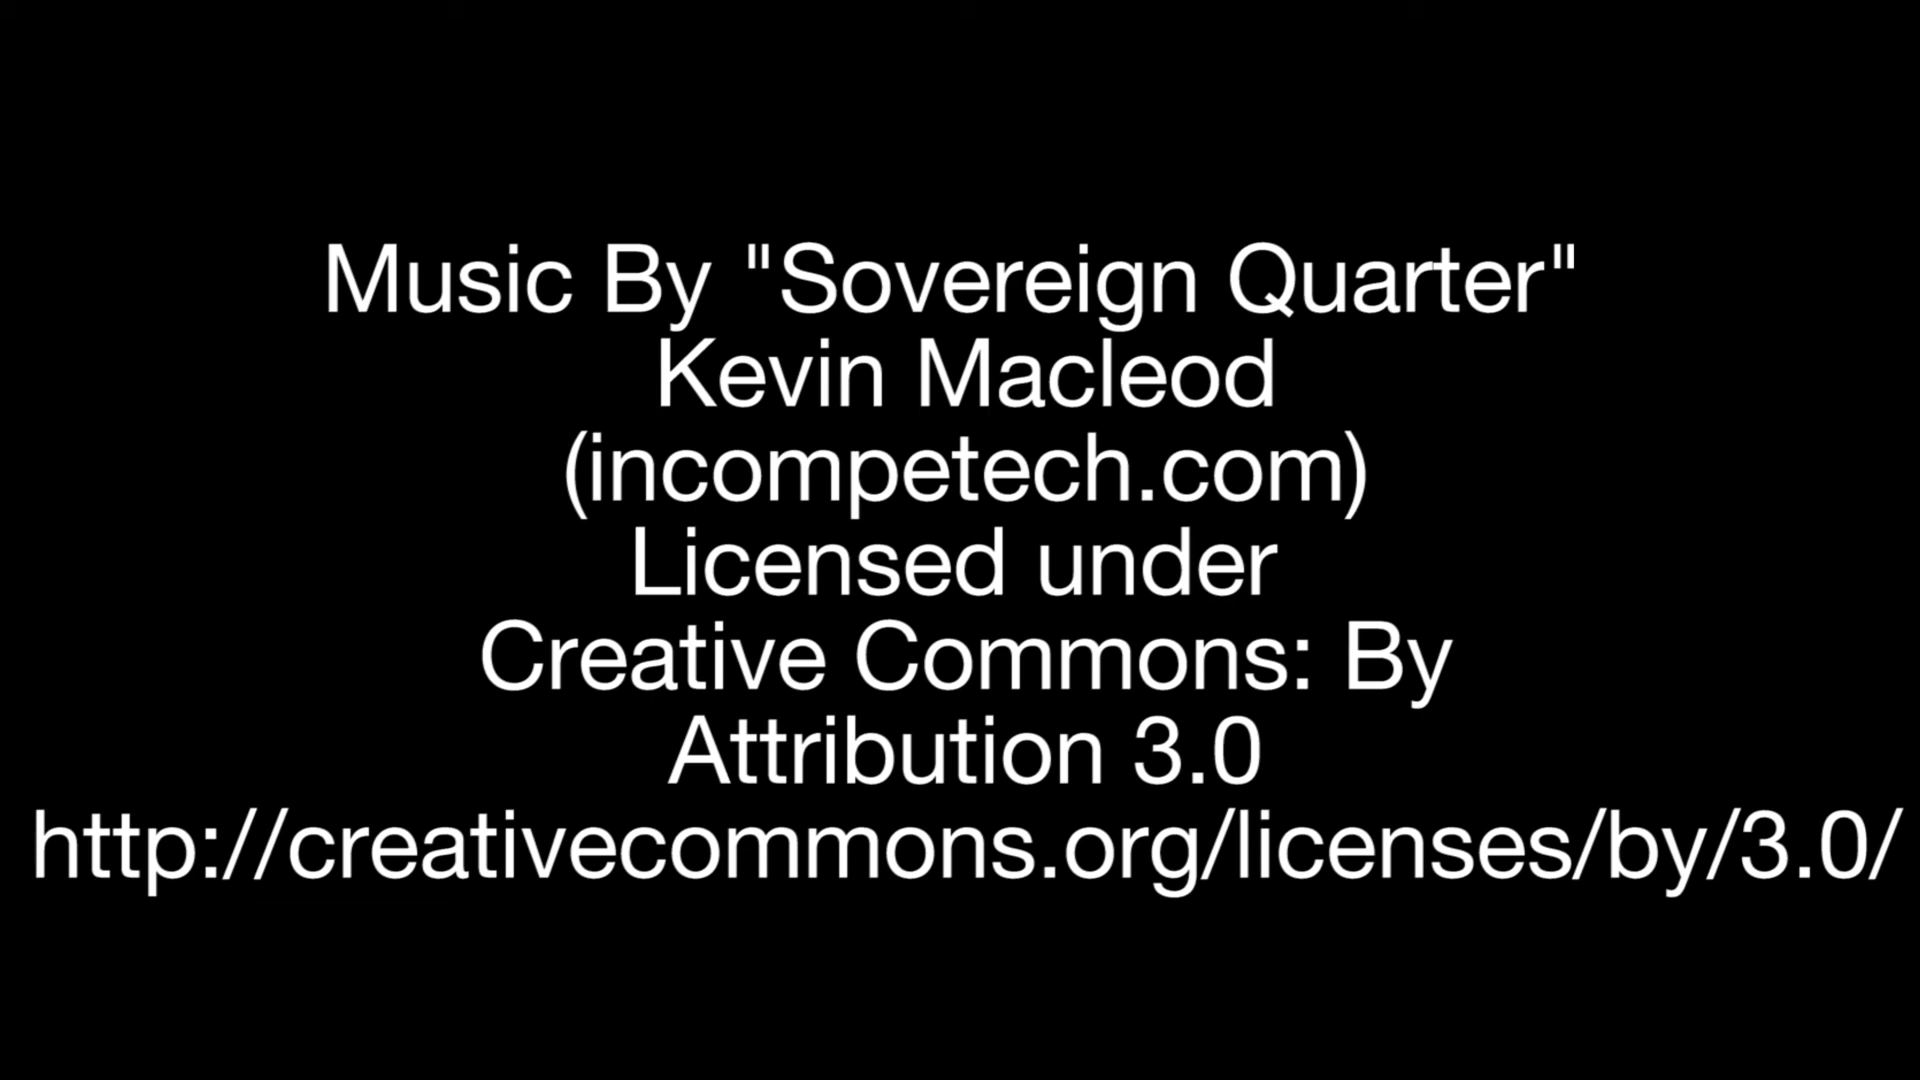 Music By "Sovereign Quarter"
Kevin Macleod
(incompetech.com)
Licensed under
Creative Commons: By
Attribution 3.0
http://creativecommons.org/licenses/by/3.0/